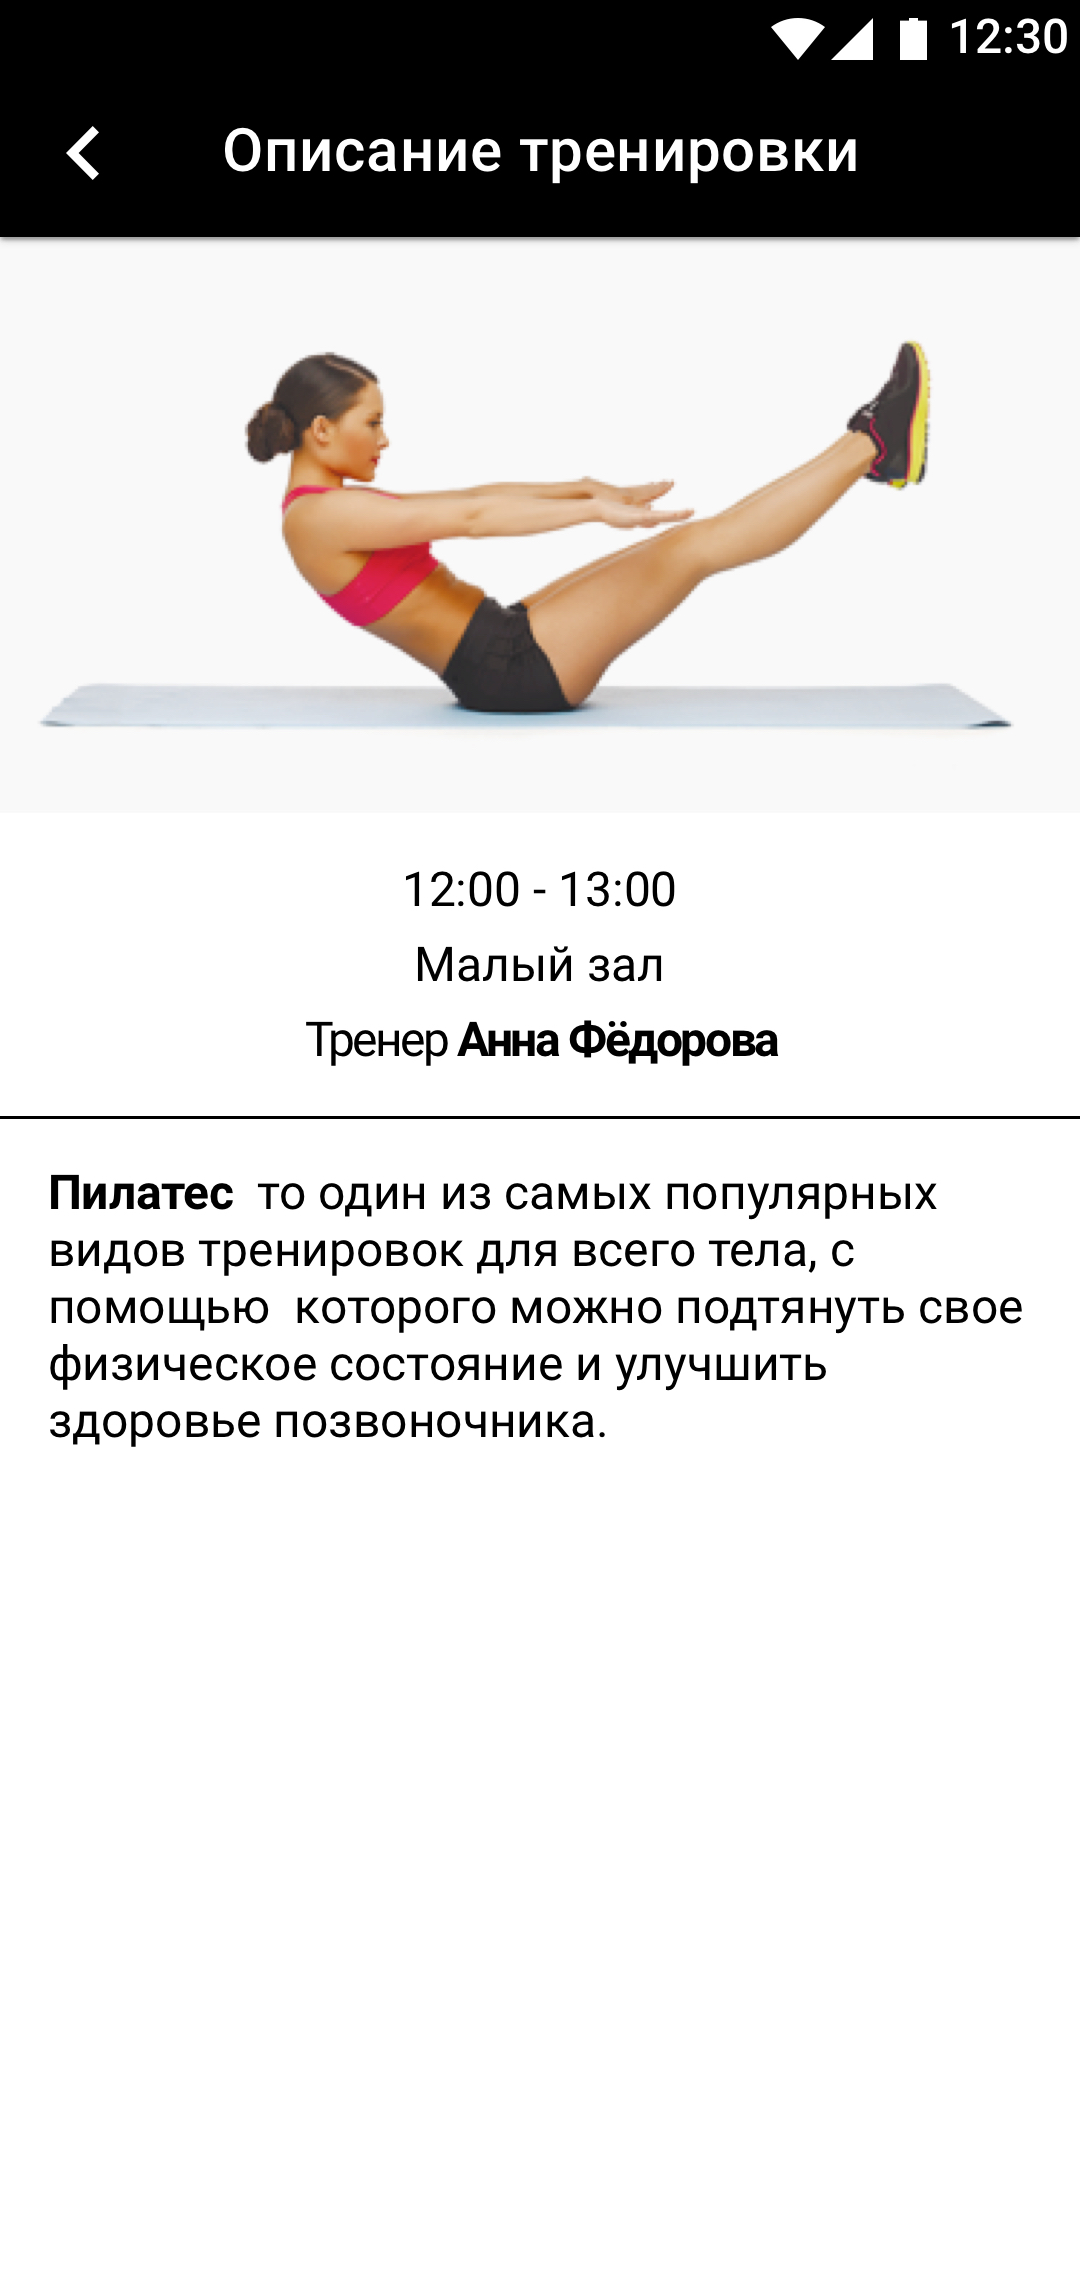 12:30
Описание тренировки
12:00 - 13:00
Малый зал
Тренер Анна Фёдорова
Пилатес  то один из самых популярных
видов тренировок для всего тела, с
помощью  которого можно подтянуть свое
физическое состояние и улучшить
здоровье позвоночника.